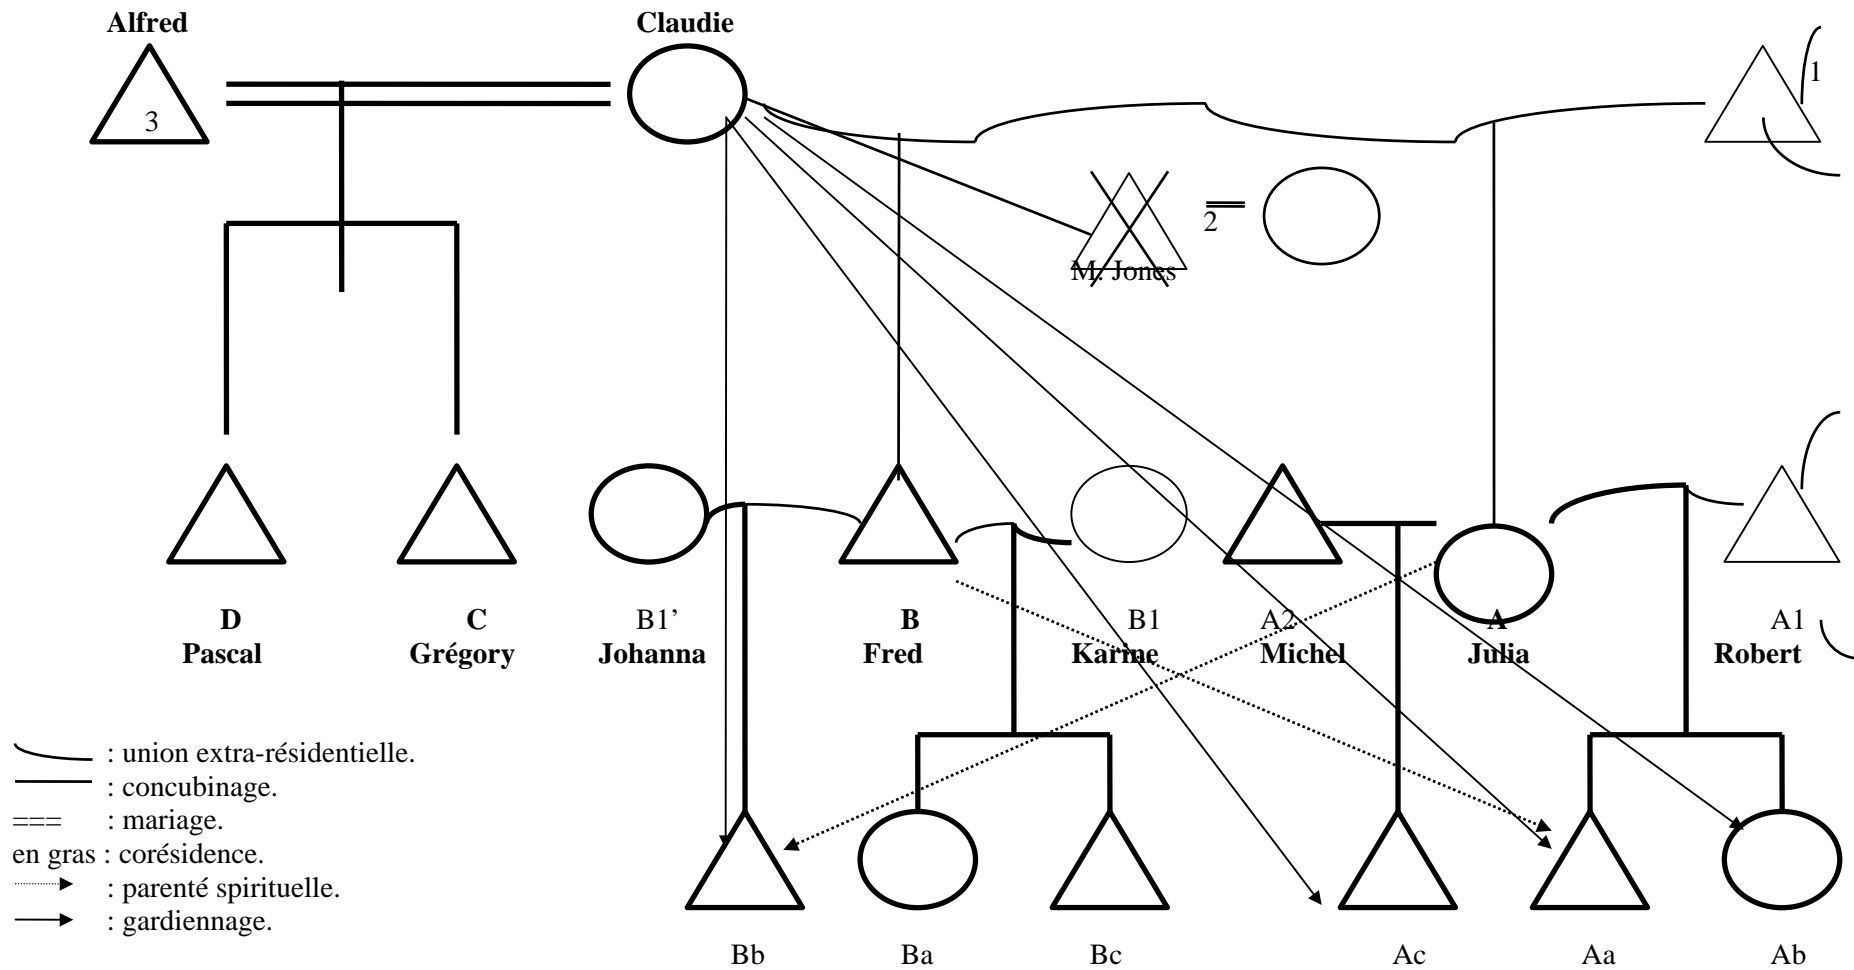 Alfred
Claudie
1
3
2
M. Jones
D
C
B1’
B
B1
A2
A
A1
Pascal
Grégory
Johanna
Fred
Karine
Michel
Julia
Robert
: union extra-résidentielle.
: concubinage.
=== : mariage.
en gras : corésidence.
: parenté spirituelle.
: gardiennage.
Bb
Ba
Bc
Ac
Aa
Ab